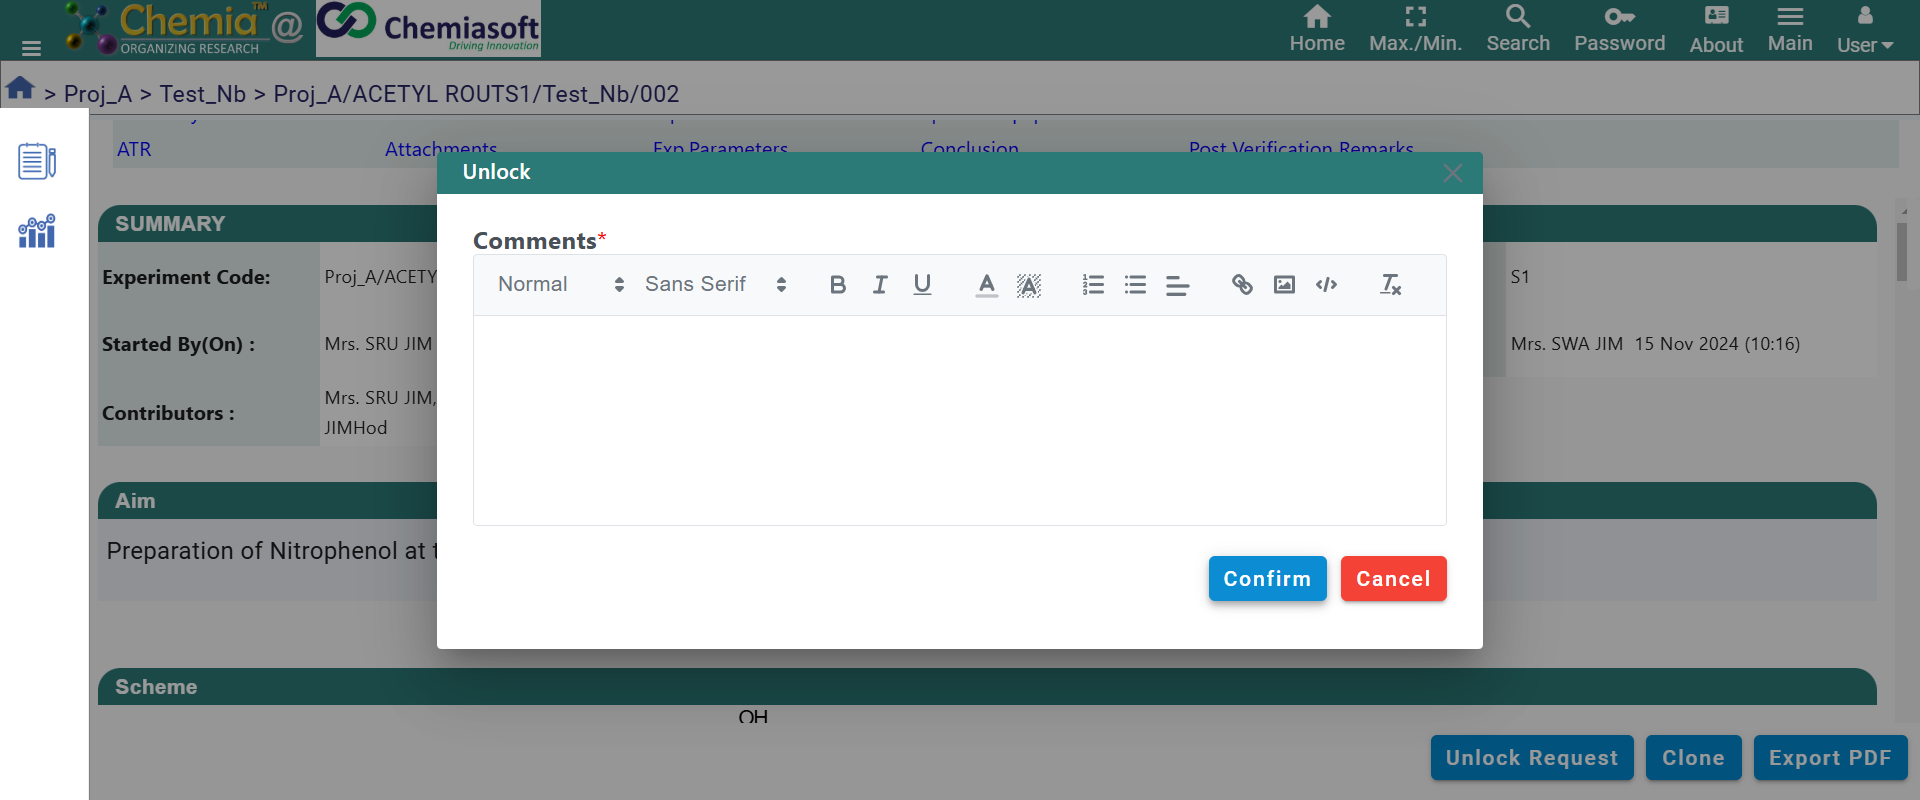 Chemia™ @
ORGANIZING RESEARCH
Chemiasoft
Driving Innovation
Home
Max./Min.
Search
Password
About
Main
User
> Proj_A > Test_Nb > Proj_A/ACETYL ROUTS1/Test_Nb/002
ATR
Attachments
Exp Parameters
Conclusion
Post Verification Remarks
Unlock
SUMMARY
Comments*
Experiment Code:
Proj_A/ACETY
S1
Normal
Sans Serif
Started By(On) :
Mrs. SRU JIM
Mrs. SWA JIM 15 Nov 2024 (10:16)
Contributors :
Mrs. SRU JIM,
JIMHod
Aim
Preparation of Nitrophenol at
Confirm
Cancel
Scheme
OH
Unlock Request
Clone
Export PDF